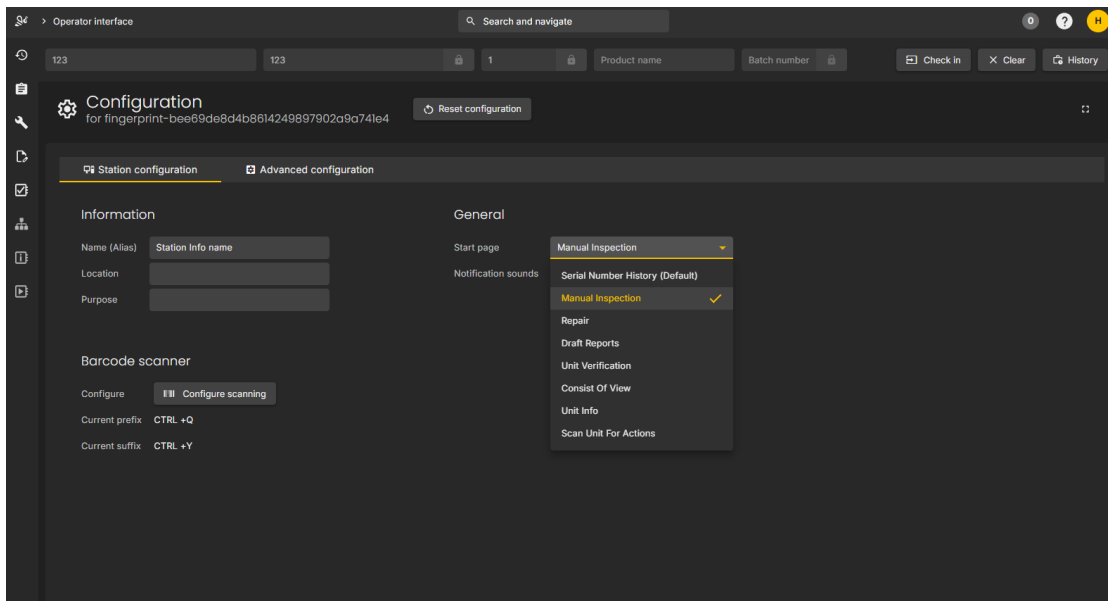 > Operator interface
Search and navigate
0
?
H
123
123
1
Product name
Batch number
Check in
Clear
History
Configuration
for fingerprint-bee69de8d4b8614249897902a9a741e4
Reset configuration
Station configuration
Advanced configuration
Information
Name (Alias) Station Info name
Location
Purpose
General
Start page Manual Inspection
Notification sounds
Serial Number History (Default)
Manual Inspection
Repair
Draft Reports
Unit Verification
Consist Of View
Unit Info
Scan Unit For Actions
Barcode scanner
Configure Configure scanning
Current prefix CTRL +Q
Current suffix CTRL +Y